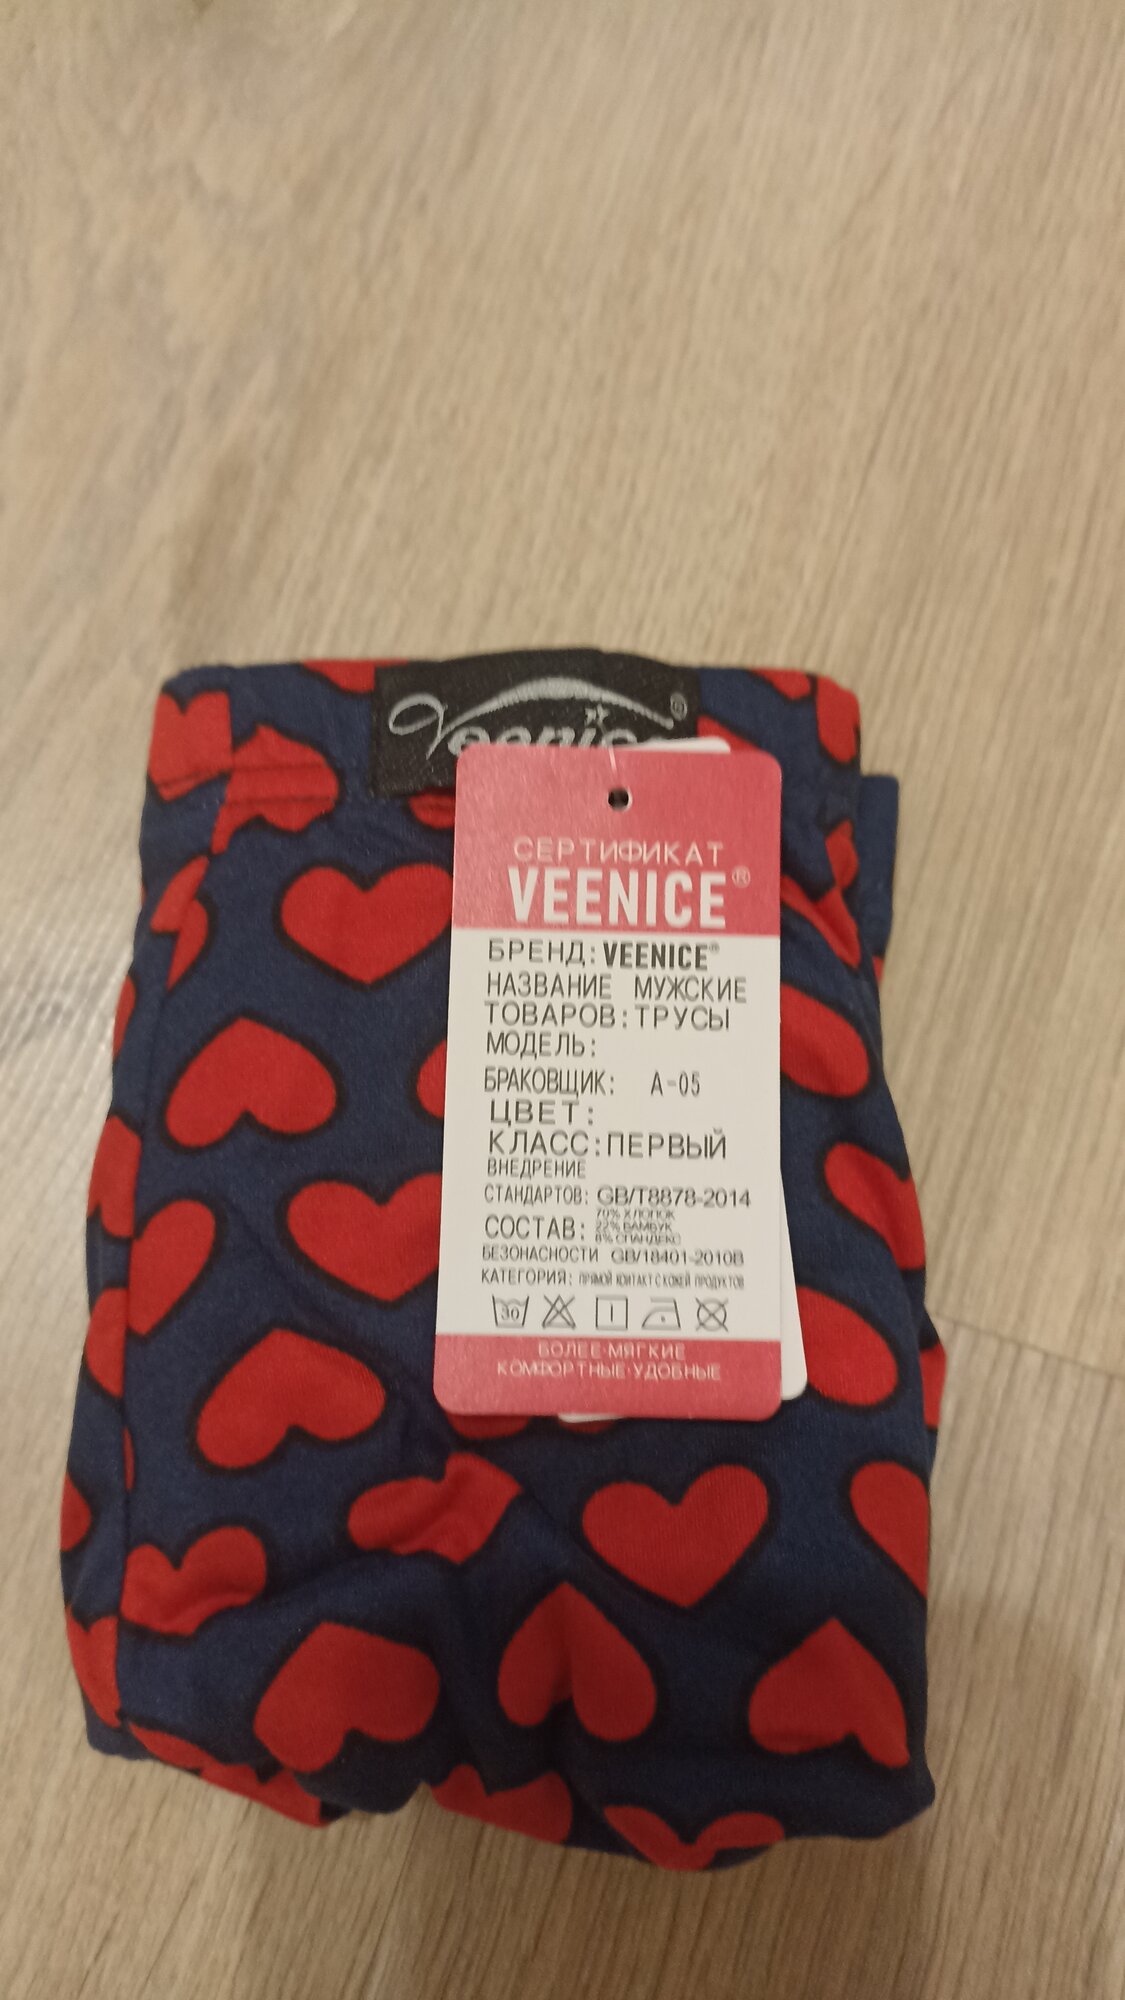 Veenice ®
СЕРТИФИКАТ
VEENICE®
БРЕНД: VEENICE®
НАЗВАНИЕ МУЖСКИЕ
ТОВАРОВ: ТРУСЫ
МОДЕЛЬ:
БРАКОВЩИК: А-05
ЦВЕТ:
КЛАСС: ПЕРВЫЙ
ВНЕДРЕНИЕ
СТАНДАРТОВ: GB/T8878-2014
СОСТАВ: 70% ХЛОПОК
22% БАМБУК
8% СПАНДЕКС
БЕЗОПАСНОСТИ GB/18401-2010B
КАТЕГОРИЯ: ПРЯМОЙ КОНТАКТ С КОЖЕЙ ПРОДУКТОВ
30
БОЛЕЕ·МЯГКИЕ
КОМФОРТНЫЕ·УДОБНЫЕ